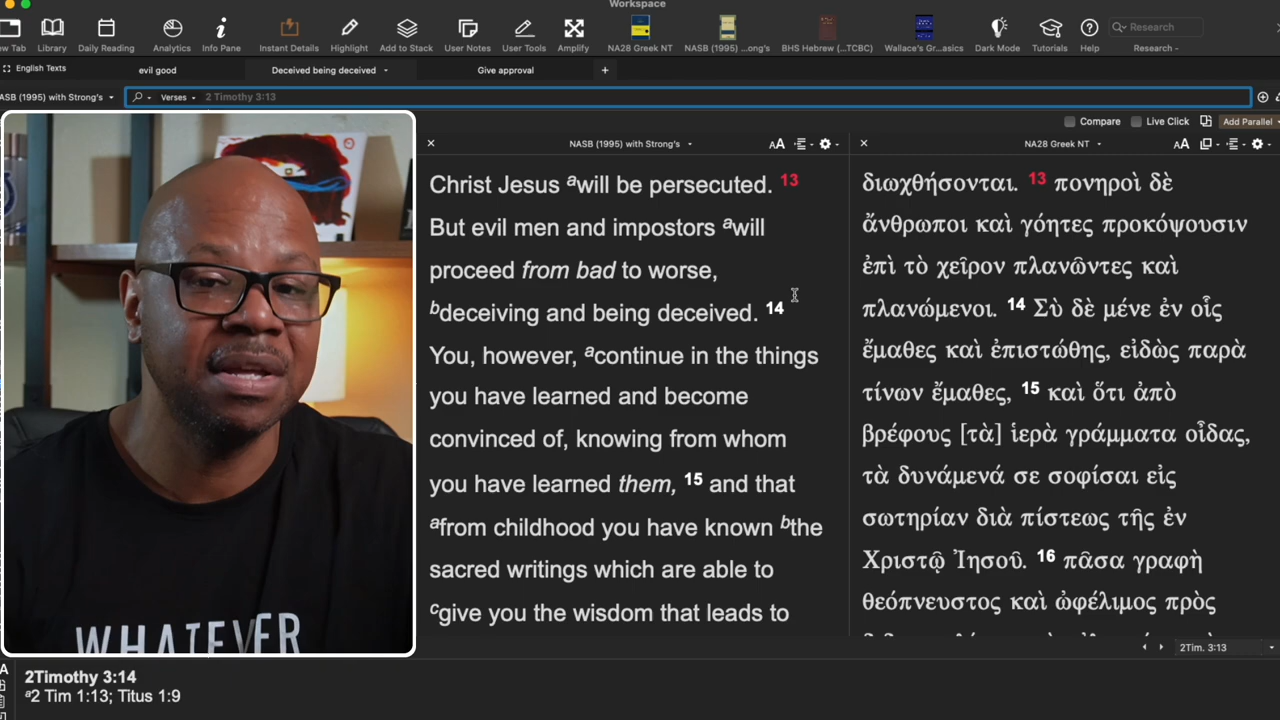 Workspace
ew Tab
Library
Daily Reading
Analytics
Info Pane
Instant Details
Highlight
Add to Stack
User Notes
User Tools
Amplify
NA28 Greek NT
NASB (1995) ...ong's
BHS Hebrew (...TCBC)
Wallace's Gr...asics
Dark Mode
Tutorials
Help
Research
Research
English Texts
evil good
Deceived being deceived
Give approval
ASB (1995) with Strong's
Verses
2 Timothy 3:13
Compare
Live Click
Add Parallel
NASB (1995) with Strong's
Christ Jesus awill be persecuted. 13
But evil men and impostors awill
proceed from bad to worse,
bdeceiving and being deceived. 14
You, however, acontinue in the things
you have learned and become
convinced of, knowing from whom
you have learned them, 15 and that
afrom childhood you have known bthe
sacred writings which are able to
cgive you the wisdom that leads to
NA28 Greek NT
διωχθήσονται. 13 πονηροὶ δὲ
ἄνθρωποι καὶ γόητες προκόψουσιν
ἐπὶ τὸ χεῖρον πλανῶντες καὶ
πλανώμενοι. 14 Σὺ δὲ μένε ἐν οἷς
ἔμαθες καὶ ἐπιστώθης, εἰδὼς παρὰ
τίνων ἔμαθες, 15 καὶ ὅτι ἀπὸ
βρέφους [τὰ] ἱερὰ γράμματα οἶδας,
τὰ δυνάμενά σε σοφίσαι εἰς
σωτηρίαν διὰ πίστεως τῆς ἐν
Χριστῷ Ἰησοῦ. 16 πᾶσα γραφὴ
θεόπνευστος καὶ ὠφέλιμος πρὸς
2Tim. 3:13
WHATEVER
2Timothy 3:14
a2 Tim 1:13; Titus 1:9